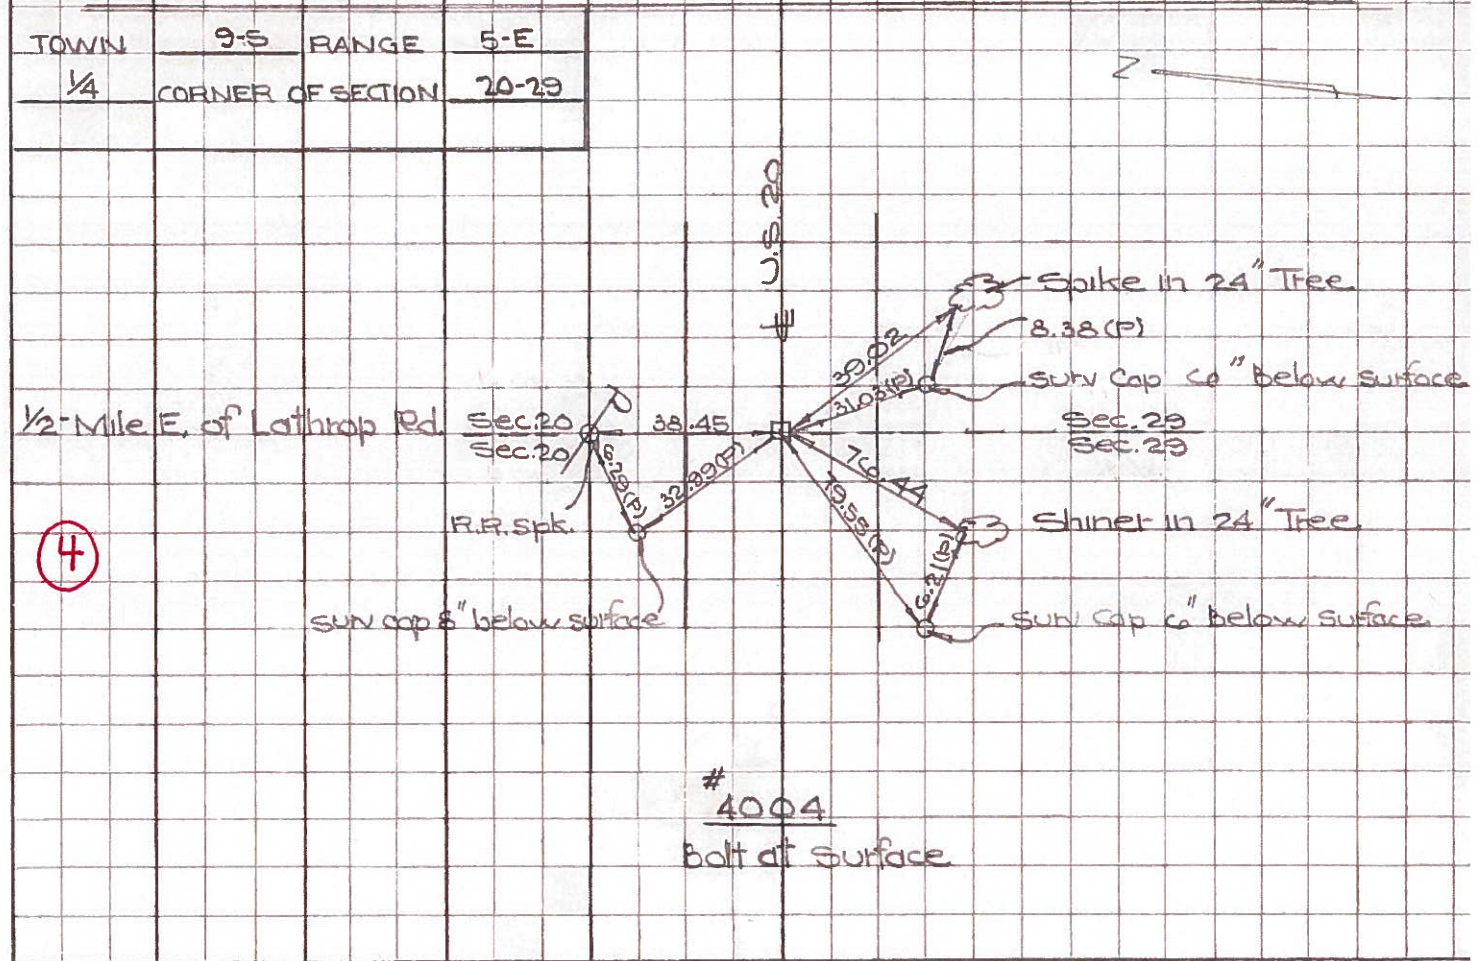 TOWN 9-S RANGE 5-E
1/4 CORNER OF SECTION 20-29
N
U.S. 20
Spike in 24" Tree
8.38 (P)
39.02
31.03 (P)
Surv Cap 6" Below Surface
1/2-Mile E. of Lathrop Rd.
Sec. 20
Sec. 20
38.45
Sec. 29
Sec. 29
6.79 (P)
32.99 (P)
76.44
79.55 (P)
6.21 (P)
R.R. Spk.
Shiner in 24" Tree
4
Surv cap 8" below surface
Surv Cap 6" Below Surface
#
4004
Bolt at Surface